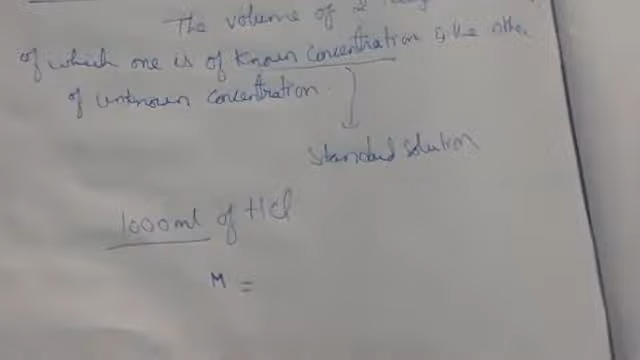 The volume of 2
of which one is of known concentration & the other
of unknown concentration.
standard solution
1000ml of HCl
M =